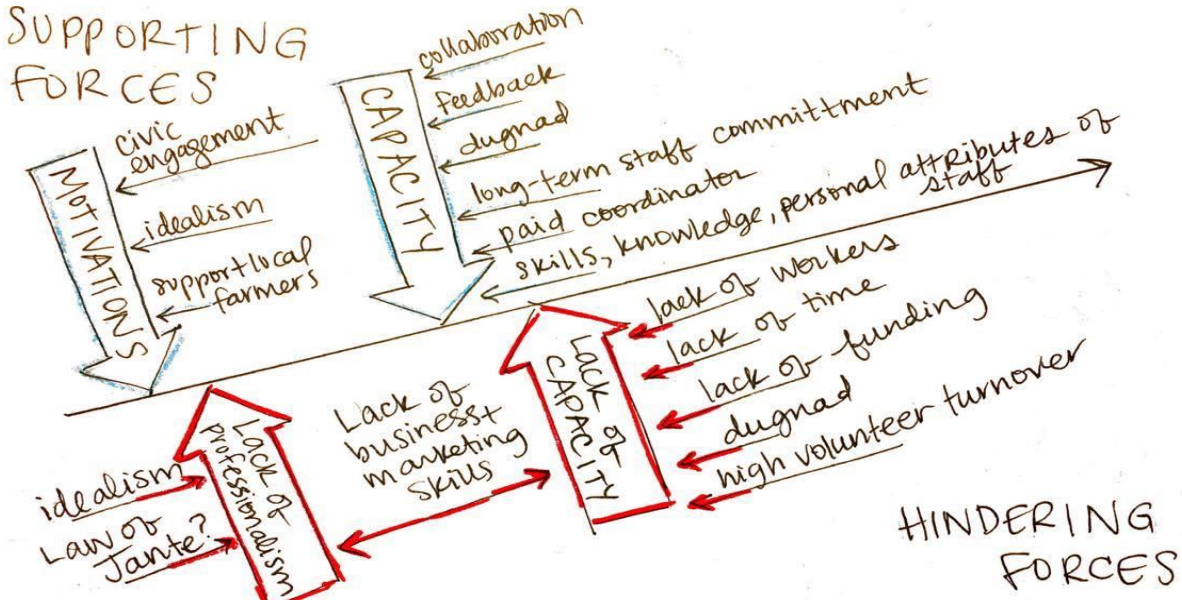 SUPPORTING
FORCES
MOTIVATIONS
civic
engagement
idealism
support local
farmers
CAPACITY
collaboration
feedback
dugnad
long-term staff committment
paid coordinator
skills, knowledge, personal attributes of
staff
Lack of
professionalism
idealism
Law of
Jante?
Lack of
business +
marketing
skills
Lack of
CAPACITY
lack of workers
lack of time
lack of funding
dugnad
high volunteer turnover
HINDERING
FORCES